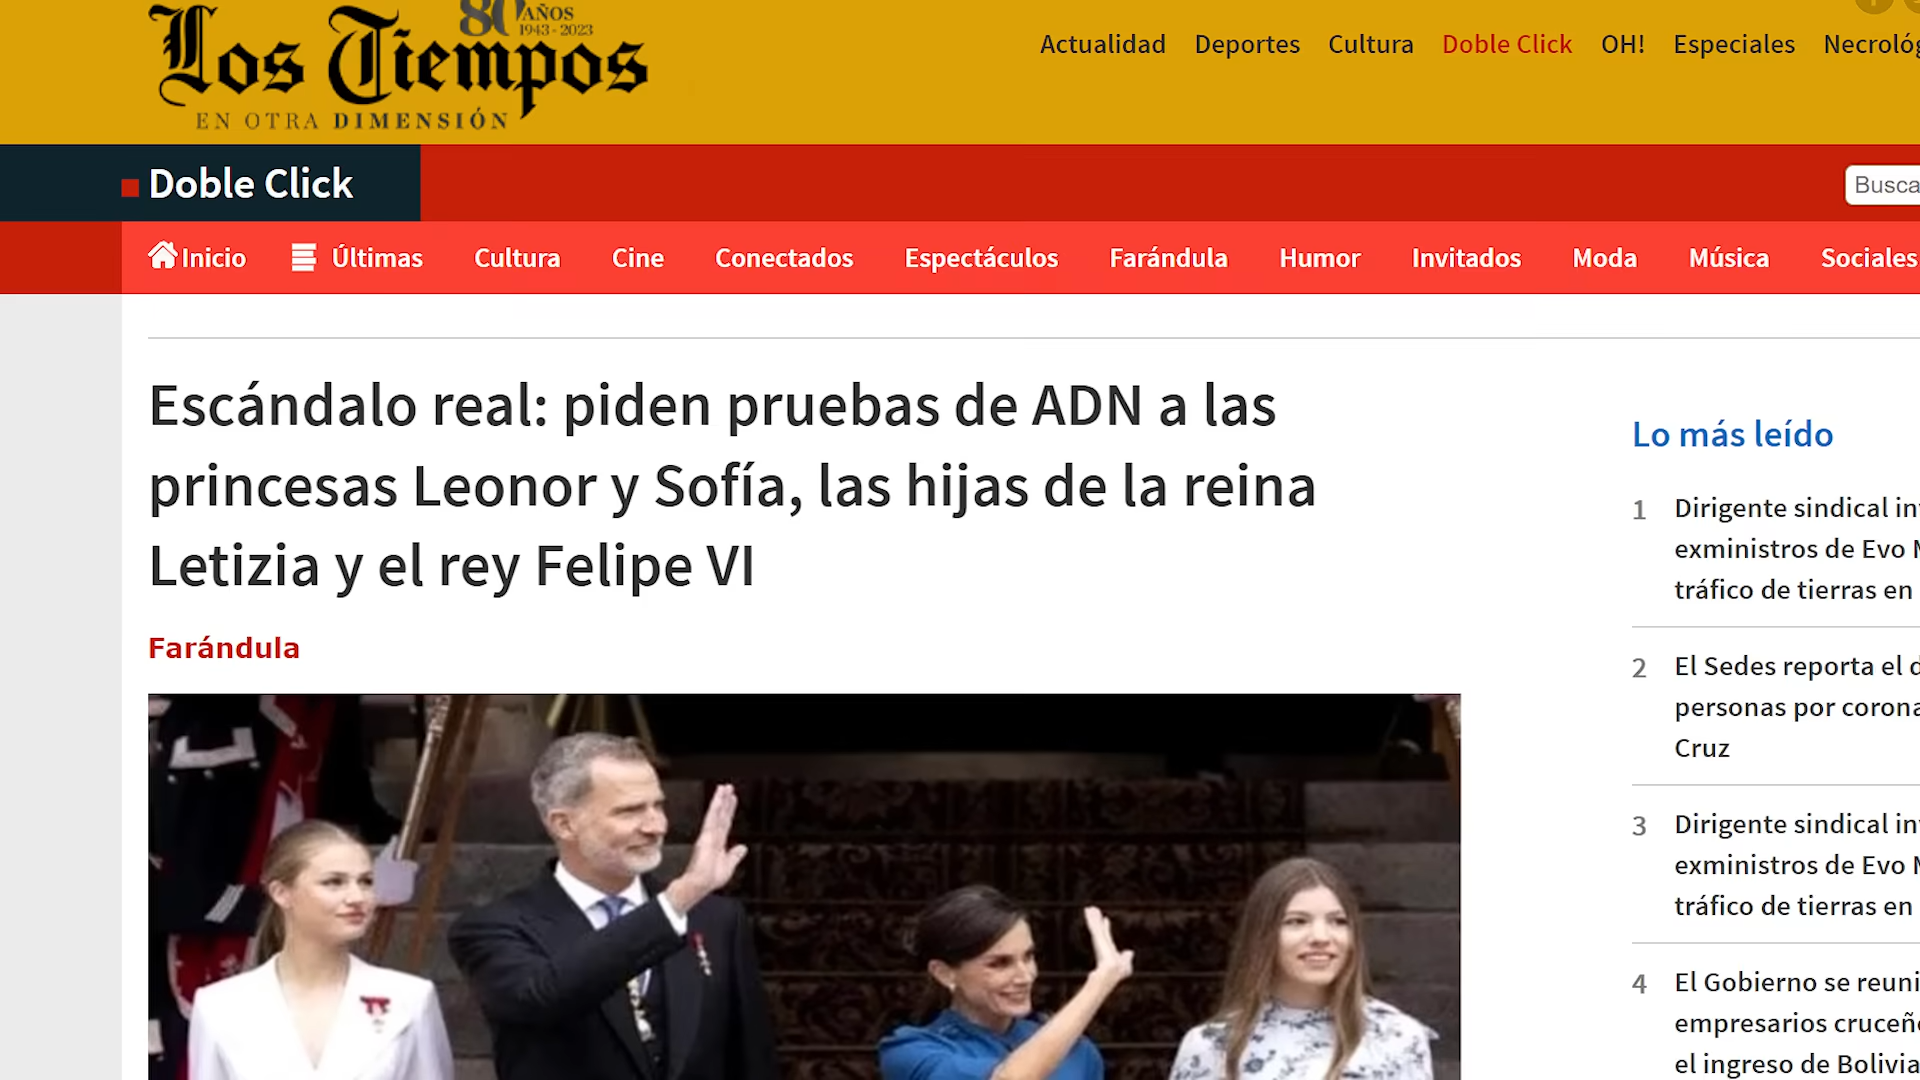 80 AÑOS
1943 - 2023
Los Tiempos
EN OTRA DIMENSIÓN
Actualidad Deportes Cultura Doble Click OH! Especiales
Doble Click
Inicio Últimas Cultura Cine Conectados Espectáculos Farándula Humor Invitados Moda Música Sociales
Escándalo real: piden pruebas de ADN a las
princesas Leonor y Sofía, las hijas de la reina
Letizia y el rey Felipe VI
Farándula
Lo más leído
1 Dirigente sindical
exministros de Evo
tráfico de tierras en
2 El Sedes reporta el
personas por
Cruz
3 Dirigente sindical
exministros de Evo
tráfico de tierras en
4 El Gobierno se
empresarios
el ingreso de Bolivia